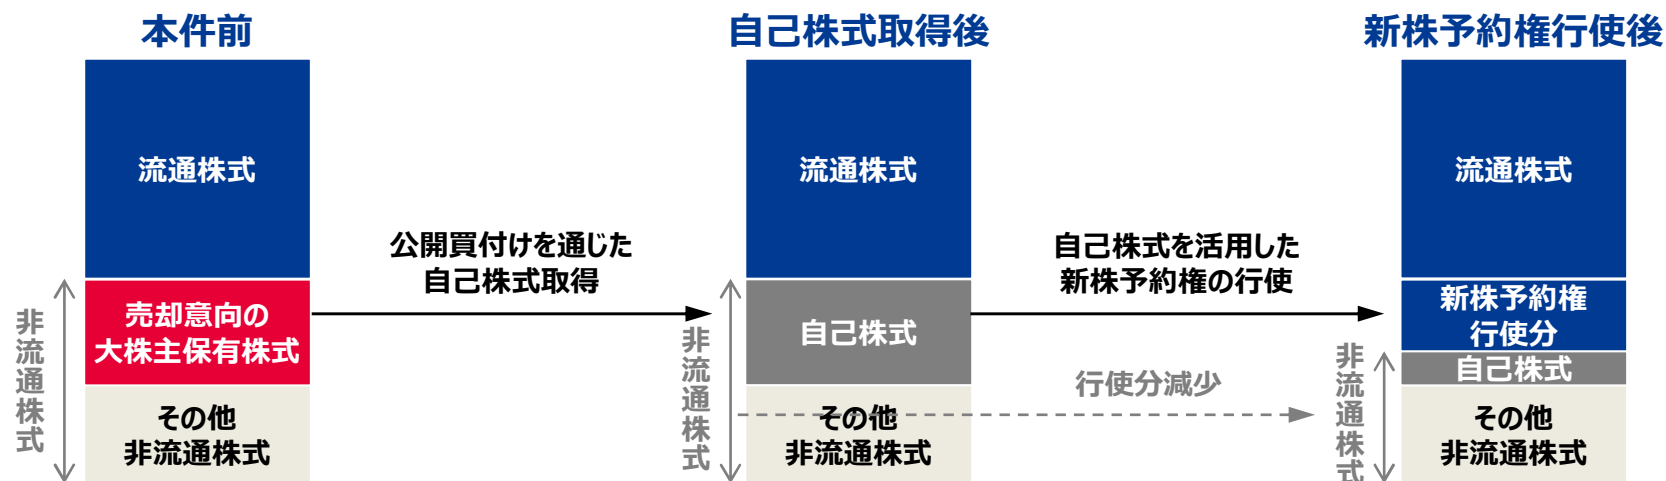 本件前
流通株式
売却意向の
大株主保有株式
その他
非流通株式
非流通株式
公開買付けを通じた
自己株式取得
自己株式取得後
流通株式
自己株式
その他
非流通株式
非流通株式
自己株式を活用した
新株予約権の行使
行使分減少
新株予約権行使後
流通株式
新株予約権
行使分
自己株式
その他
非流通株式
非流通株式